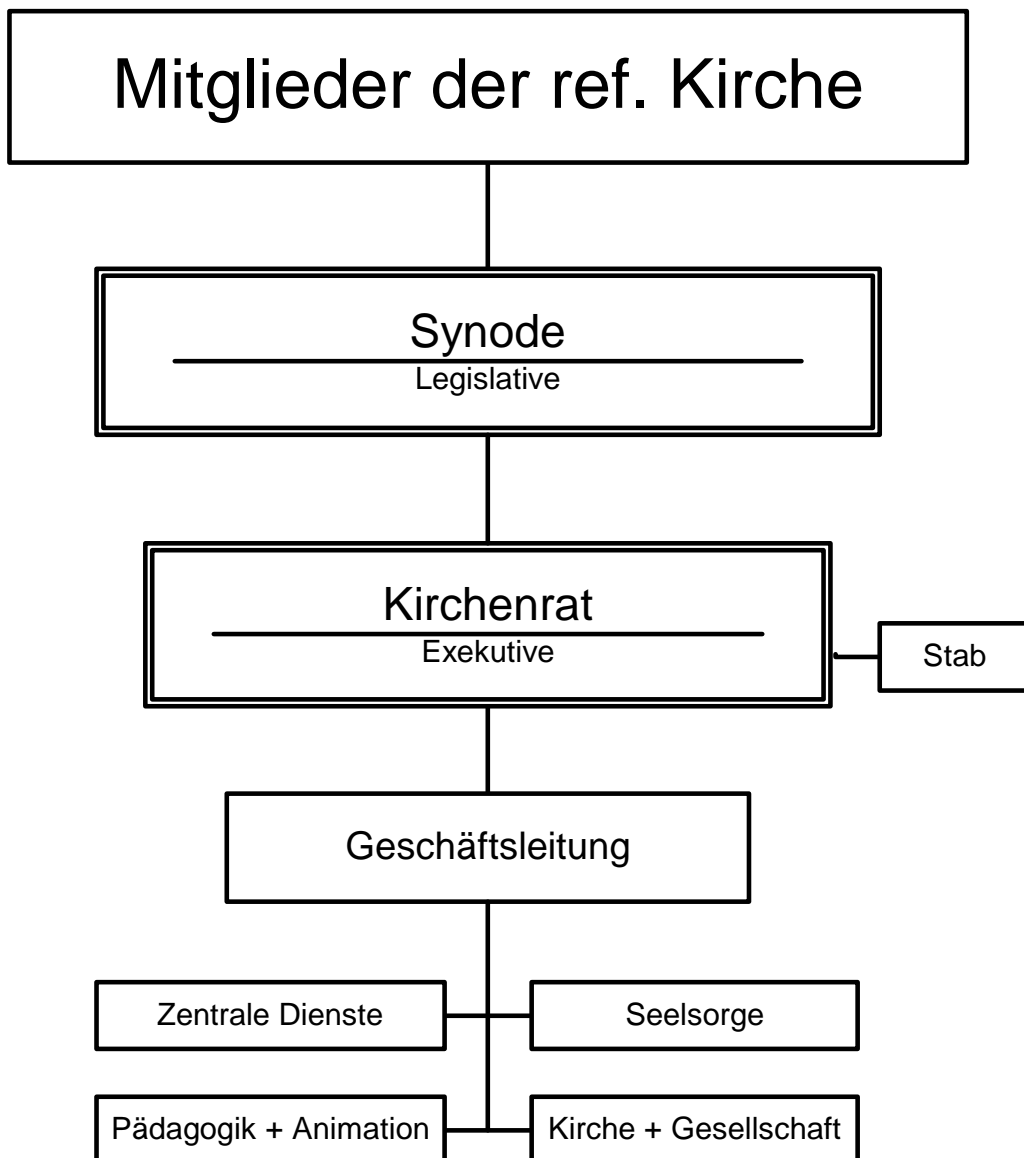 Mitglieder der ref. Kirche
Synode
Legislative
Kirchenrat
Exekutive
Stab
Geschäftsleitung
Zentrale Dienste
Seelsorge
Pädagogik + Animation
Kirche + Gesellschaft